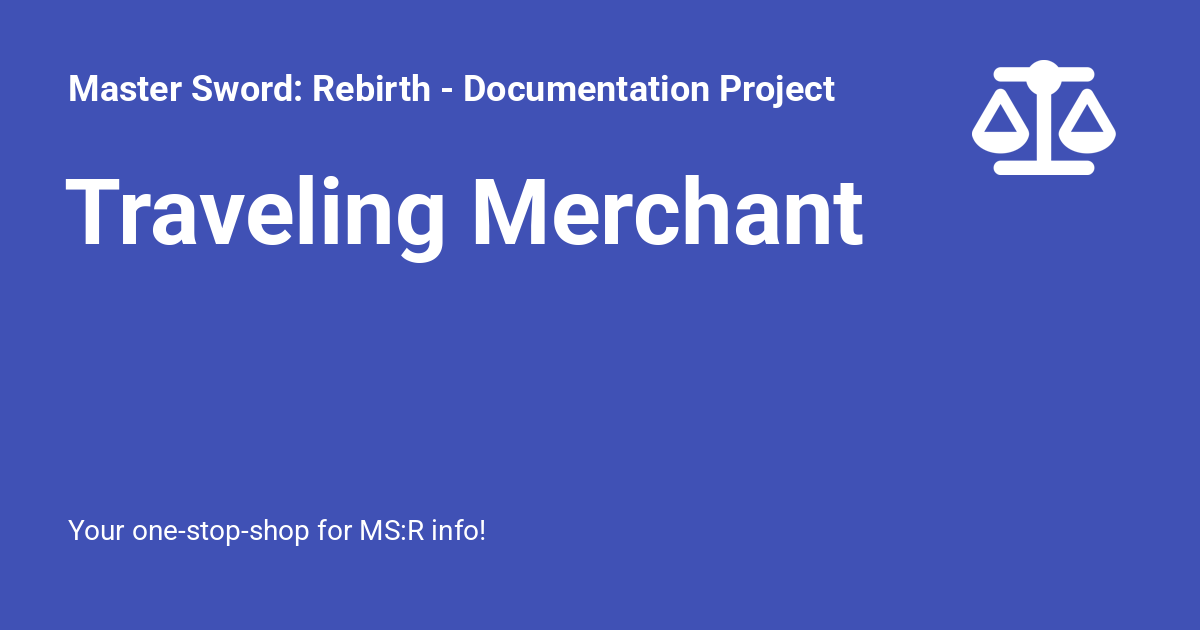 Master Sword: Rebirth - Documentation Project
Traveling Merchant
Your one-stop-shop for MS:R info!